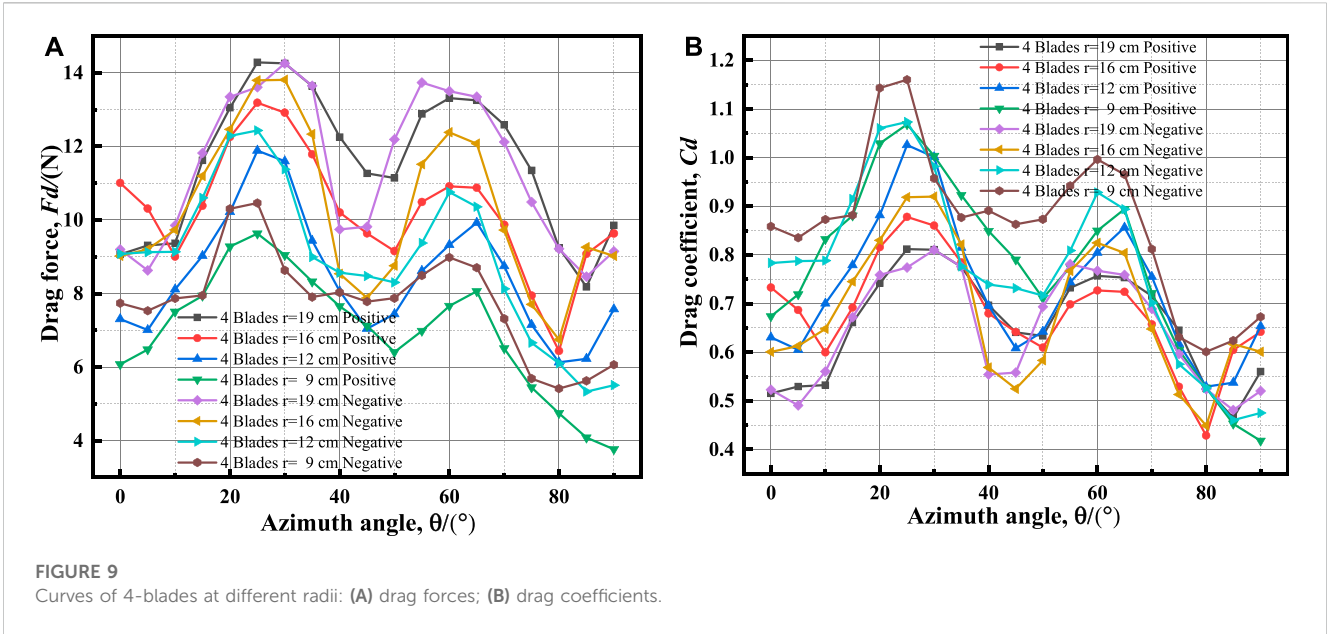 A
14
12
10
8
6
4
Drag force, Fd/(N)
4 Blades r=19 cm Positive
4 Blades r=16 cm Positive
4 Blades r=12 cm Positive
4 Blades r= 9 cm Positive
4 Blades r=19 cm Negative
4 Blades r=16 cm Negative
4 Blades r=12 cm Negative
4 Blades r= 9 cm Negative
0 20 40 60 80
Azimuth angle, θ/(°)
B
1.2
1.1
1.0
0.9
0.8
0.7
0.6
0.5
0.4
Drag coefficient, Cd
4 Blades r=19 cm Positive
4 Blades r=16 cm Positive
4 Blades r=12 cm Positive
4 Blades r= 9 cm Positive
4 Blades r=19 cm Negative
4 Blades r=16 cm Negative
4 Blades r=12 cm Negative
4 Blades r= 9 cm Negative
0 20 40 60 80
Azimuth angle, θ/(°)
FIGURE 9
Curves of 4-blades at different radii: (A) drag forces; (B) drag coefficients.